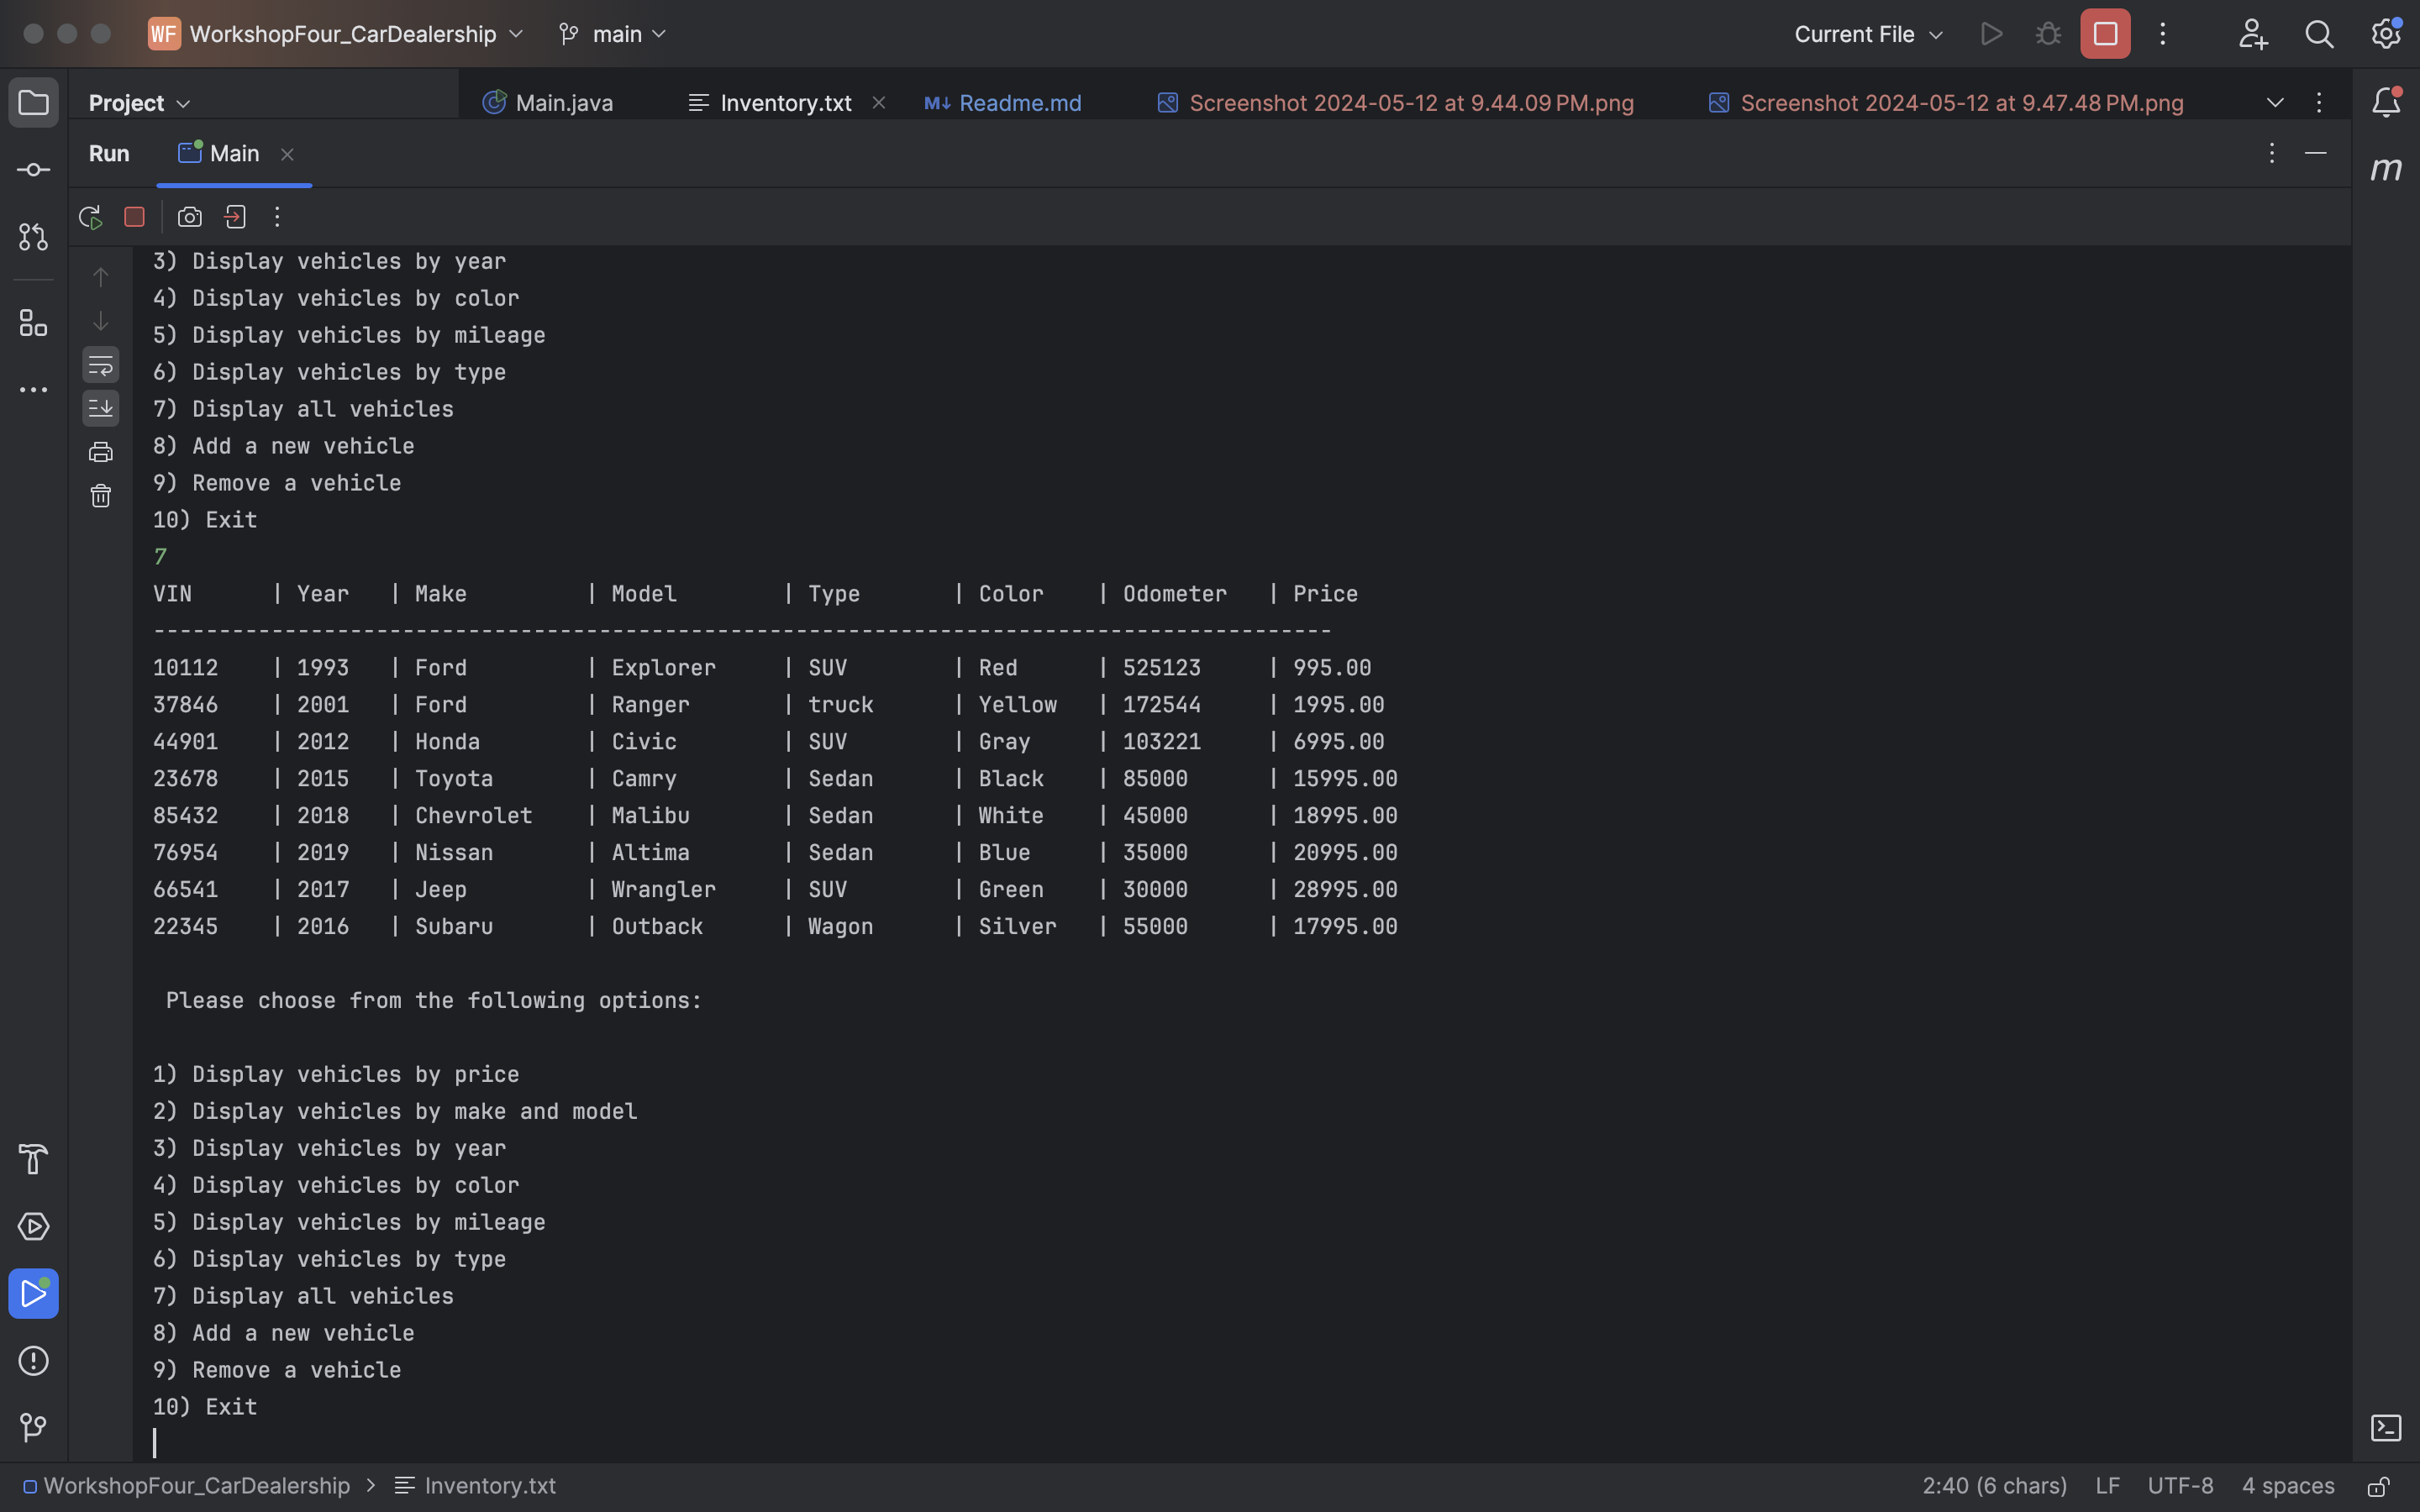 WF WorkshopFour_CarDealership main Current File
Project Main.java Inventory.txt M↓ Readme.md Screenshot 2024-05-12 at 9.44.09 PM.png Screenshot 2024-05-12 at 9.47.48 PM.png
Run Main
3) Display vehicles by year
4) Display vehicles by color
5) Display vehicles by mileage
6) Display vehicles by type
7) Display all vehicles
8) Add a new vehicle
9) Remove a vehicle
10) Exit
7
VIN | Year | Make | Model | Type | Color | Odometer | Price
------------------------------------------------------------------------------------------
10112 | 1993 | Ford | Explorer | SUV | Red | 525123 | 995.00
37846 | 2001 | Ford | Ranger | truck | Yellow | 172544 | 1995.00
44901 | 2012 | Honda | Civic | SUV | Gray | 103221 | 6995.00
23678 | 2015 | Toyota | Camry | Sedan | Black | 85000 | 15995.00
85432 | 2018 | Chevrolet | Malibu | Sedan | White | 45000 | 18995.00
76954 | 2019 | Nissan | Altima | Sedan | Blue | 35000 | 20995.00
66541 | 2017 | Jeep | Wrangler | SUV | Green | 30000 | 28995.00
22345 | 2016 | Subaru | Outback | Wagon | Silver | 55000 | 17995.00
Please choose from the following options:
1) Display vehicles by price
2) Display vehicles by make and model
3) Display vehicles by year
4) Display vehicles by color
5) Display vehicles by mileage
6) Display vehicles by type
7) Display all vehicles
8) Add a new vehicle
9) Remove a vehicle
10) Exit
WorkshopFour_CarDealership > Inventory.txt 2:40 (6 chars) LF UTF-8 4 spaces